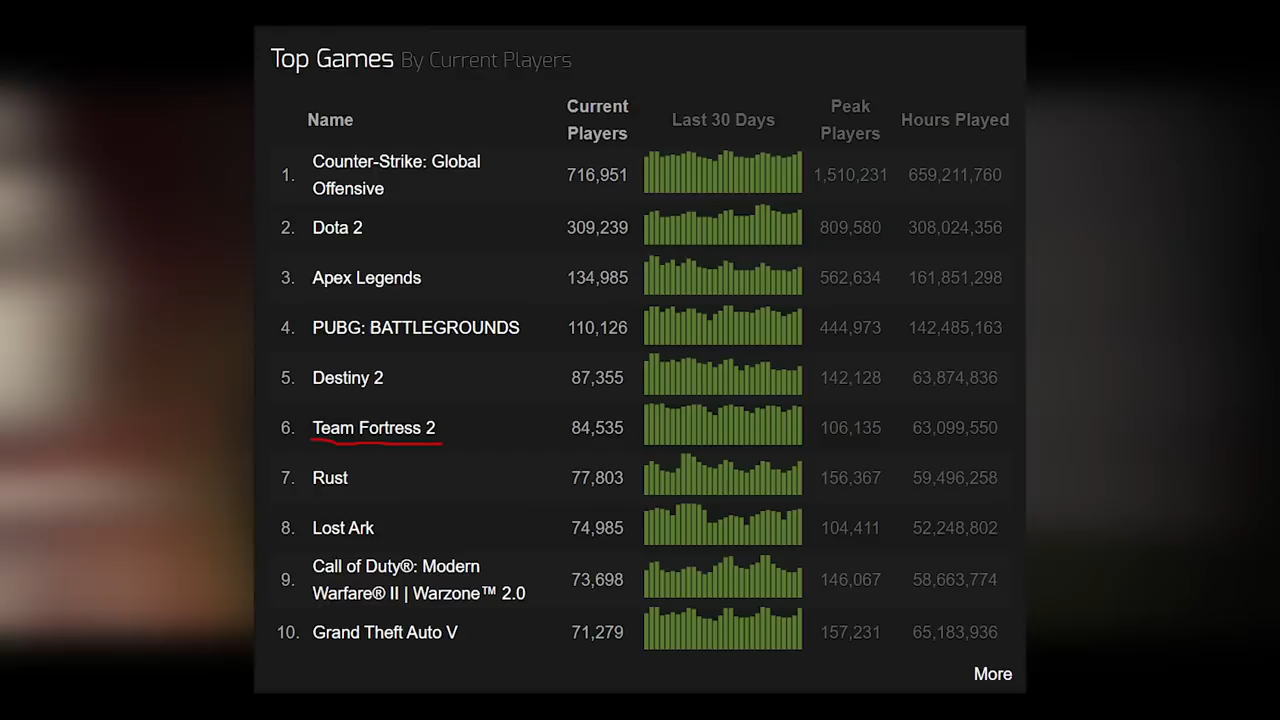 Top Games By Current Players
Name Current Players Last 30 Days Peak Players Hours Played
1. Counter-Strike: Global Offensive 716,951 1,510,231 659,211,760
2. Dota 2 309,239 809,580 308,024,356
3. Apex Legends 134,985 562,634 161,851,298
4. PUBG: BATTLEGROUNDS 110,126 444,973 142,485,163
5. Destiny 2 87,355 142,128 63,874,836
6. Team Fortress 2 84,535 106,135 63,099,550
7. Rust 77,803 156,367 59,496,258
8. Lost Ark 74,985 104,411 52,248,802
9. Call of Duty®: Modern Warfare® II | Warzone™ 2.0 73,698 146,067 58,663,774
10. Grand Theft Auto V 71,279 157,231 65,183,936
More